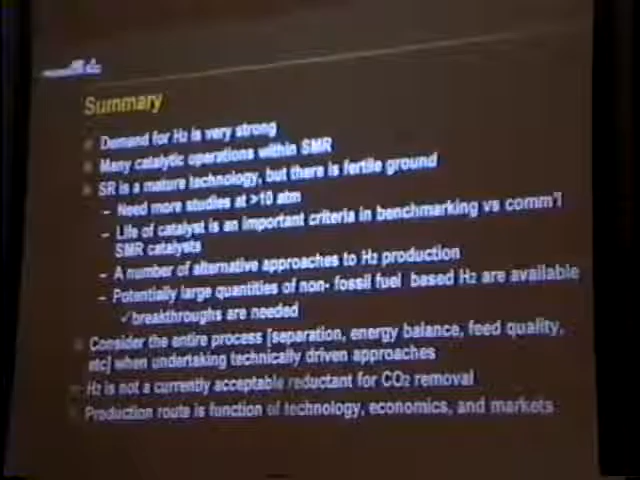 Summary
Demand for H2 is very strong
Many catalytic operations within SMR
SR is a mature technology, but there is fertile ground
– Need more studies at >10 atm
– Life of catalyst is an important criteria in benchmarking vs comm'l
SMR catalysts
– A number of alternative approaches to H2 production
– Potentially large quantities of non- fossil fuel based H2 are available
✓breakthroughs are needed
Consider the entire process [separation, energy balance, feed quality,
etc] when undertaking technically driven approaches
H2 is not a currently acceptable reductant for CO2 removal
Production route is function of technology, economics, and markets